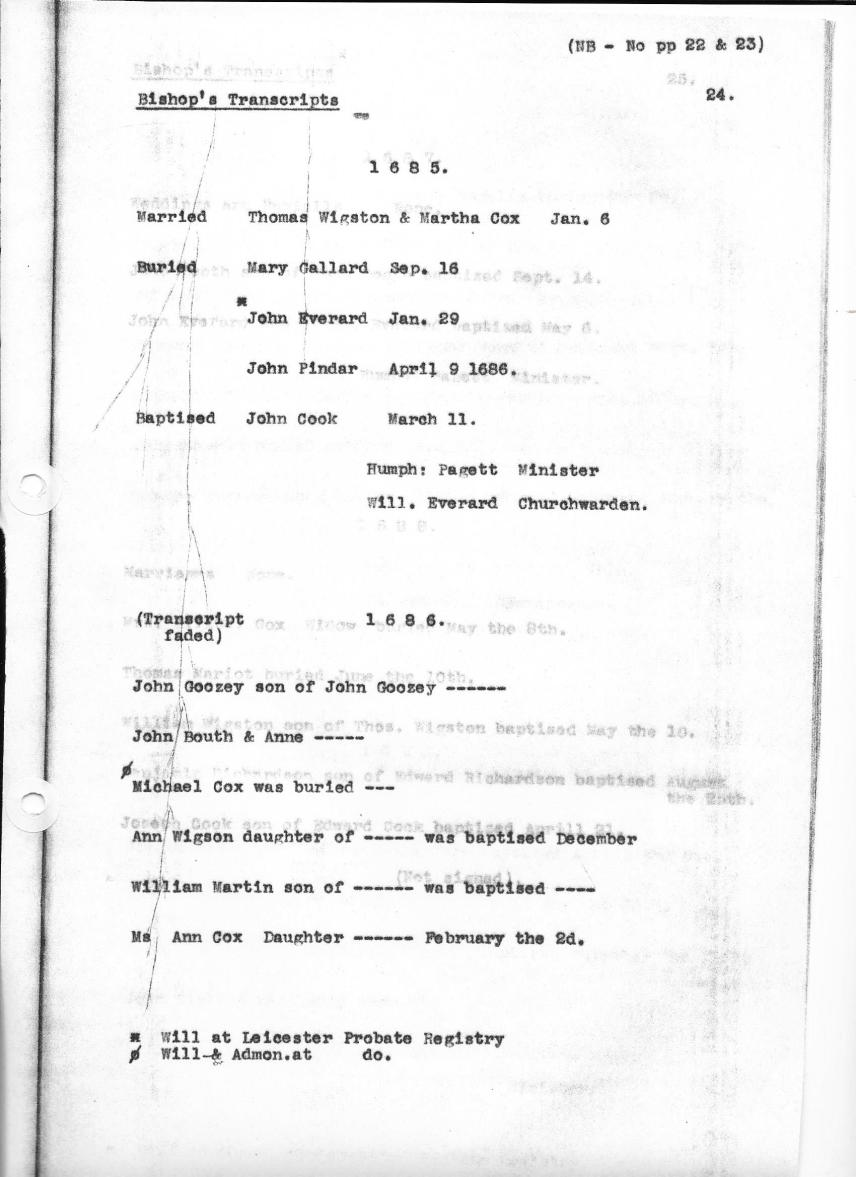 (NB - No pp 22 & 23)
25.
Bishop's Transcripts
24.
1 6 8 5.
Married Thomas Wigston & Martha Cox Jan. 6
Buried Mary Gallard Sep. 16
* John Everard Jan. 29
John Pindar April 9 1686.
Baptised John Cook March 11.
Humph: Pagett Minister
Will. Everard Churchwarden.
(Transcript faded)
1 6 8 6.
John Goozey son of John Goozey ------
John Bouth & Anne -----
ø Michael Cox was buried ---
Ann Wigson daughter of ----- was baptised December
William Martin son of ------ was baptised ----
Ms Ann Cox Daughter ------ February the 2d.
* Will at Leicester Probate Registry
ø Will & Admon.at do.